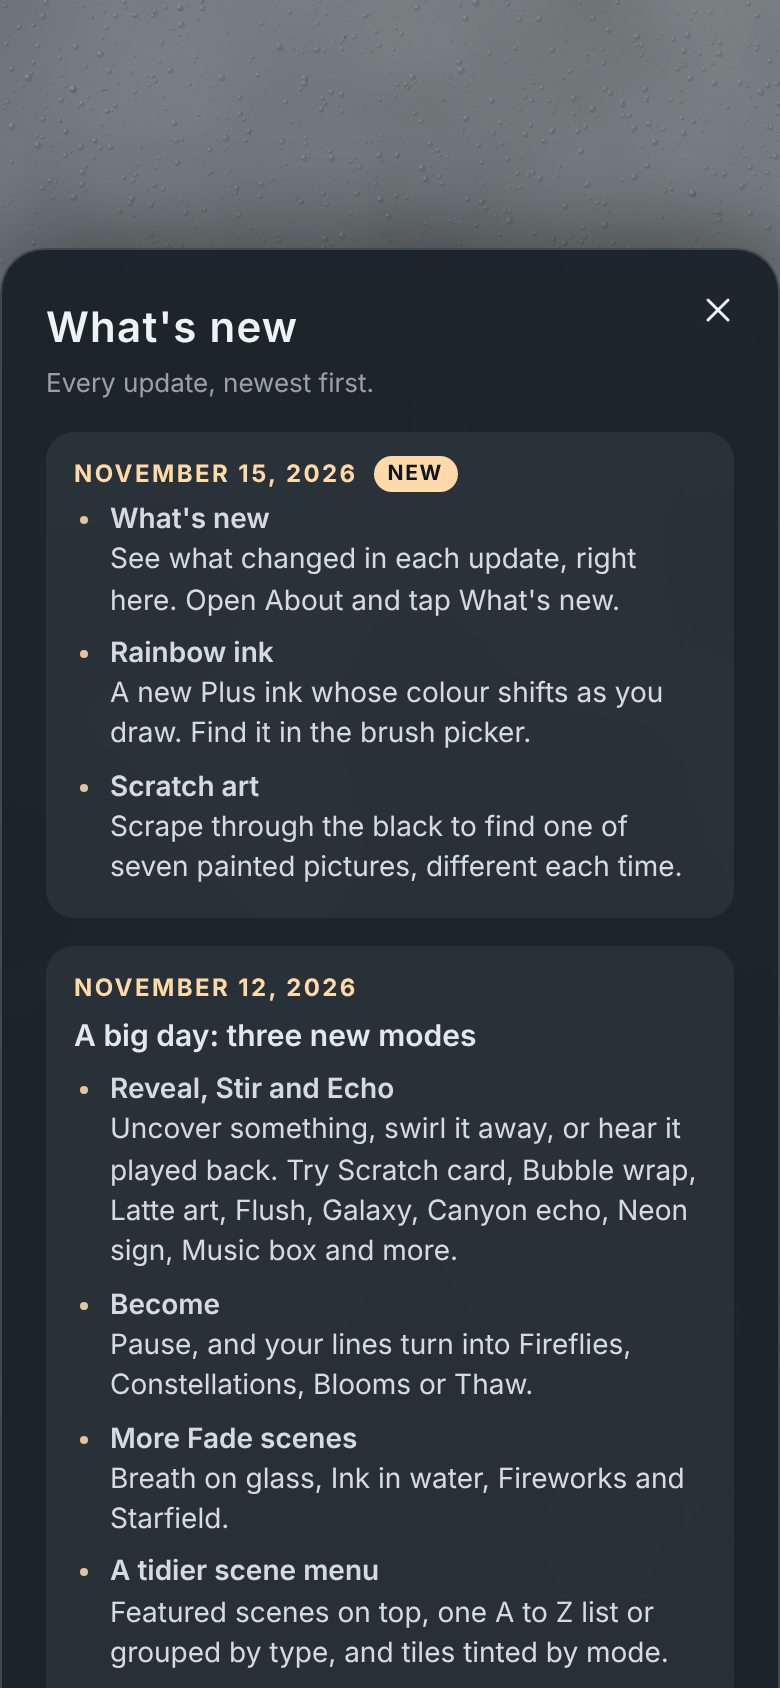 What's new
Every update, newest first.
NOVEMBER 15, 2026 NEW
• What's new
See what changed in each update, right
here. Open About and tap What's new.
• Rainbow ink
A new Plus ink whose colour shifts as you
draw. Find it in the brush picker.
• Scratch art
Scrape through the black to find one of
seven painted pictures, different each time.
NOVEMBER 12, 2026
A big day: three new modes
• Reveal, Stir and Echo
Uncover something, swirl it away, or hear it
played back. Try Scratch card, Bubble wrap,
Latte art, Flush, Galaxy, Canyon echo, Neon
sign, Music box and more.
• Become
Pause, and your lines turn into Fireflies,
Constellations, Blooms or Thaw.
• More Fade scenes
Breath on glass, Ink in water, Fireworks and
Starfield.
• A tidier scene menu
Featured scenes on top, one A to Z list or
grouped by type, and tiles tinted by mode.